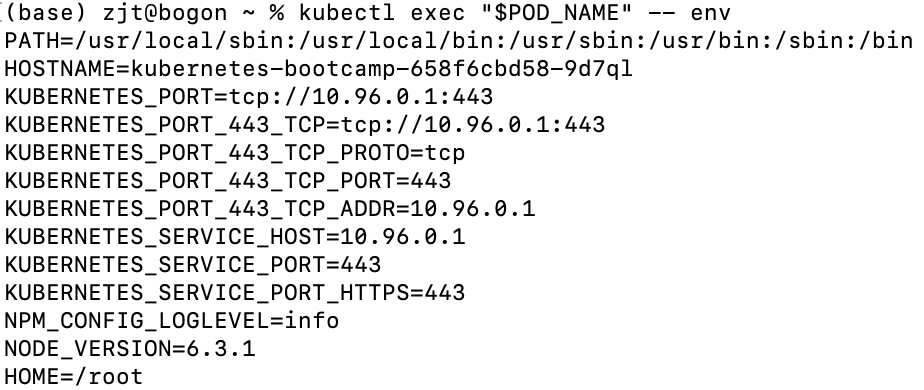 (base) zjt@bogon ~ % kubectl exec "$POD_NAME" -- env
PATH=/usr/local/sbin:/usr/local/bin:/usr/sbin:/usr/bin:/sbin:/bin
HOSTNAME=kubernetes-bootcamp-658f6cbd58-9d7ql
KUBERNETES_PORT=tcp://10.96.0.1:443
KUBERNETES_PORT_443_TCP=tcp://10.96.0.1:443
KUBERNETES_PORT_443_TCP_PROTO=tcp
KUBERNETES_PORT_443_TCP_PORT=443
KUBERNETES_PORT_443_TCP_ADDR=10.96.0.1
KUBERNETES_SERVICE_HOST=10.96.0.1
KUBERNETES_SERVICE_PORT=443
KUBERNETES_SERVICE_PORT_HTTPS=443
NPM_CONFIG_LOGLEVEL=info
NODE_VERSION=6.3.1
HOME=/root